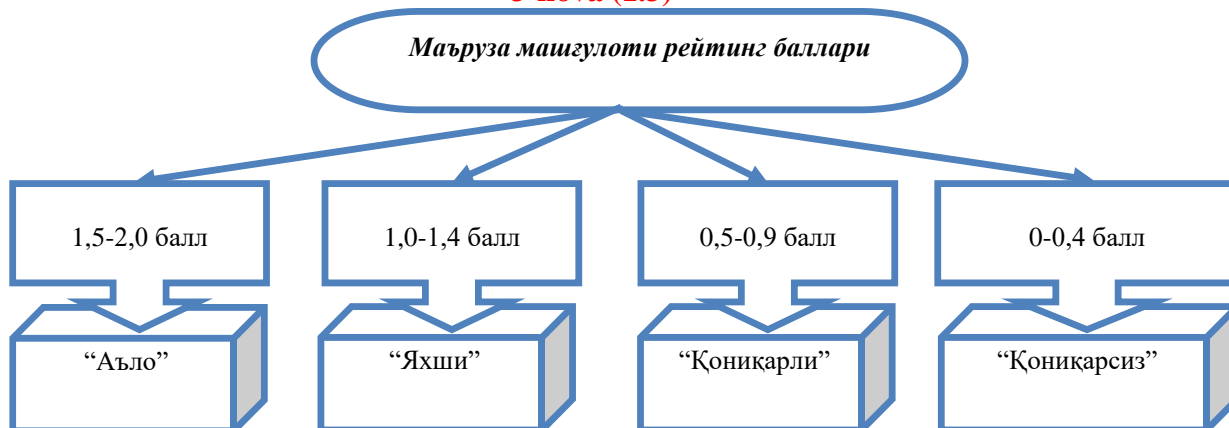 Маъруза машғулоти рейтинг баллари
1,5-2,0 балл
1,0-1,4 балл
0,5-0,9 балл
0-0,4 балл
“Аъло”
“Яхши”
“Қониқарли”
“Қониқарсиз”